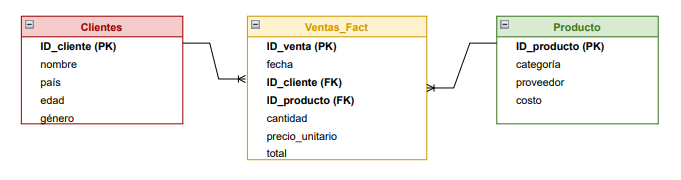 Clientes
ID_cliente (PK)
nombre
país
edad
género
Ventas_Fact
ID_venta (PK)
fecha
ID_cliente (FK)
ID_producto (FK)
cantidad
precio_unitario
total
Producto
ID_producto (PK)
categoría
proveedor
costo